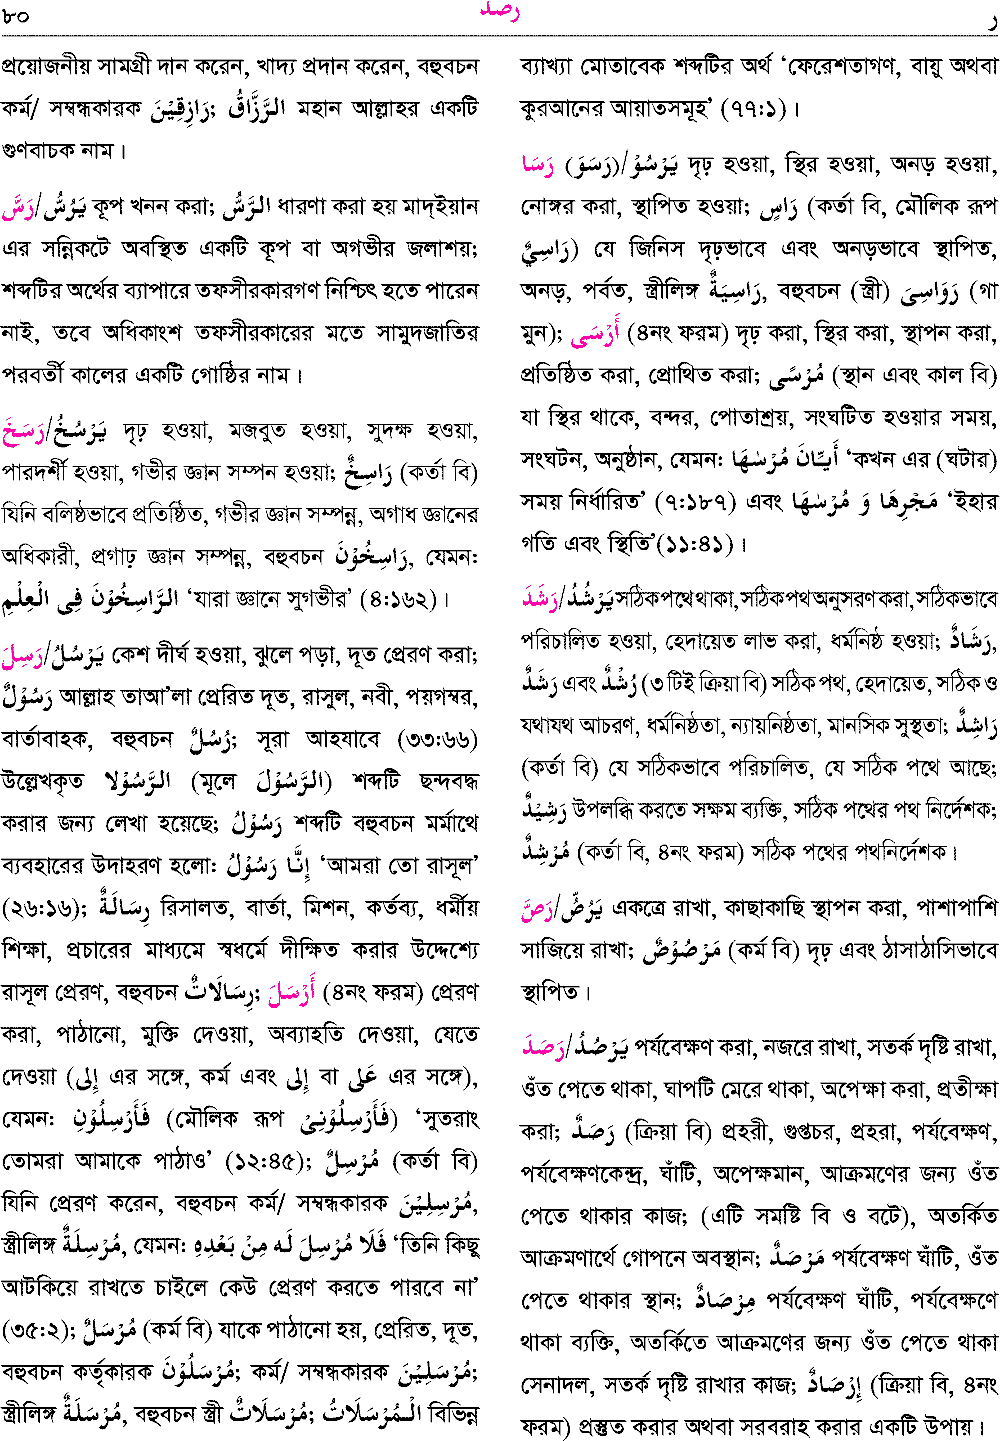 ৮০ رصد ر
প্রয়োজনীয় সামগ্রী দান করেন, খাদ্য প্রদান করেন, বহুবচন
কর্ম/ সম্বন্ধকারক رَازِقِيْنَ; الرَّزَّاقُ মহান আল্লাহর একটি
গুণবাচক নাম।
رَسَّ/يَرُسُّ কূপ খনন করা; الرَّسُّ ধারণা করা হয় মাদ্ইয়ান
এর সন্নিকটে অবস্থিত একটি কূপ বা অগভীর জলাশয়;
শব্দটির অর্থের ব্যাপারে তফসীরকারগণ নিশ্চিৎ হতে পারেন
নাই, তবে অধিকাংশ তফসীরকারের মতে সামুদজাতির
পরবর্তী কালের একটি গোষ্ঠির নাম।
رَسَخَ/يَرْسُخُ দৃঢ় হওয়া, মজবুত হওয়া, সুদক্ষ হওয়া,
পারদর্শী হওয়া, গভীর জ্ঞান সম্পন হওয়া; رَاسِخٌ (কর্তা বি)
যিনি বলিষ্ঠভাবে প্রতিষ্ঠিত, গভীর জ্ঞান সম্পন্ন, অগাধ জ্ঞানের
অধিকারী, প্রগাঢ় জ্ঞান সম্পন্ন, বহুবচন رَاسِخُوْنَ, যেমন:
الرَّاسِخُوْنَ فِي الْعِلْمِ ‘যারা জ্ঞানে সুগভীর’ (৪:১৬২)।
رَسِلَ/يَرْسُلُ কেশ দীর্ঘ হওয়া, ঝুলে পড়া, দূত প্রেরণ করা;
رَسُوْلٌ আল্লাহ তাআ'লা প্রেরিত দূত, রাসূল, নবী, পয়গম্বর,
বার্তাবাহক, বহুবচন رُسُلٌ; সূরা আহযাবে (৩৩:৬৬)
উল্লেখকৃত الرَّسُوْلا (মূলে الرَّسُوْلَ) শব্দটি ছন্দবদ্ধ
করার জন্য লেখা হয়েছে; رَسُوْلُ শব্দটি বহুবচন মর্মাথে
ব্যবহারের উদাহরণ হলো: إِنَّا رَسُوْلُ ‘আমরা তো রাসূল’
(২৬:১৬); رِسَالَةٌ রিসালত, বার্তা, মিশন, কর্তব্য, ধর্মীয়
শিক্ষা, প্রচারের মাধ্যমে স্বধর্মে দীক্ষিত করার উদ্দেশ্যে
রাসূল প্রেরণ, বহুবচন رِسَالَاتٌ; أَرْسَلَ (৪নং ফরম) প্রেরণ
করা, পাঠানো, মুক্তি দেওয়া, অব্যাহতি দেওয়া, যেতে
দেওয়া (إِلى এর সঙ্গে, কর্ম এবং إِلى বা عَلى এর সঙ্গে),
যেমন: فَأَرْسِلُوْنِ (মৌলিক রূপ فَأَرْسِلُوْنِيْ) ‘সুতরাং
তোমরা আমাকে পাঠাও’ (১২:৪৫); مُرْسِلٌ (কর্তা বি)
যিনি প্রেরণ করেন, বহুবচন কর্ম/ সম্বন্ধকারক مُرْسِلِيْنَ,
স্ত্রীলিঙ্গ مُرْسِلَةٌ, যেমন: فَلَا مُرْسِلَ لَه مِنْ بَعْدِهِ ‘তিনি কিছু
আটকিয়ে রাখতে চাইলে কেউ প্রেরণ করতে পারবে না’
(৩৫:২); مُرْسَلٌ (কর্ম বি) যাকে পাঠানো হয়, প্রেরিত, দূত,
বহুবচন কর্তৃকারক مُرْسَلُوْنَ; কর্ম/ সম্বন্ধকারক مُرْسَلِيْنَ;
স্ত্রীলিঙ্গ مُرْسَلَةٌ, বহুবচন স্ত্রী مُرْسَلَاتٌ; الْمُرْسَلَاتُ বিভিন্ন
ব্যাখ্যা মোতাবেক শব্দটির অর্থ ‘ফেরেশতাগণ, বায়ু অথবা
কুরআনের আয়াতসমূহ’ (৭৭:১)।
رَسَا (رَسَوَ)/يَرْسُوْ দৃঢ় হওয়া, স্থির হওয়া, অনড় হওয়া,
নোঙ্গর করা, স্থাপিত হওয়া; رَاسٍ (কর্তা বি, মৌলিক রূপ
رَاسِيٌ) যে জিনিস দৃঢ়ভাবে এবং অনড়ভাবে স্থাপিত,
অনড়, পর্বত, স্ত্রীলিঙ্গ رَاسِيَةٌ, বহুবচন (স্ত্রী) رَوَاسِيَ (গা
মুন); أَرْسَى (৪নং ফরম) দৃঢ় করা, স্থির করা, স্থাপন করা,
প্রতিষ্ঠিত করা, প্রোথিত করা; مُرْسًى (স্থান এবং কাল বি)
যা স্থির থাকে, বন্দর, পোতাশ্রয়, সংঘটিত হওয়ার সময়,
সংঘটন, অনুষ্ঠান, যেমন: أَيَّانَ مُرْسٰهَا ‘কখন এর (ঘটার)
সময় নির্ধারিত’ (৭:১৮৭) এবং مَجْرِهَا وَ مُرْسٰهَا ‘ইহার
গতি এবং স্থিতি’(১১:৪১)।
رَشَدَ/يَرْشُدُ সঠিক পথে থাকা, সঠিক পথ অনুসরণ করা, সঠিকভাবে
পরিচালিত হওয়া, হেদায়েত লাভ করা, ধর্মনিষ্ঠ হওয়া; رَشَادٌ,
رَشَدٌ এবং رُشْدٌ (৩ টিই ক্রিয়া বি) সঠিক পথ, হেদায়েত, সঠিক ও
যথাযথ আচরণ, ধর্মনিষ্ঠতা, ন্যায়নিষ্ঠতা, মানসিক সুস্থতা; رَاشِدٌ
(কর্তা বি) যে সঠিকভাবে পরিচালিত, যে সঠিক পথে আছে;
رَشِيْدٌ উপলব্ধি করতে সক্ষম ব্যক্তি, সঠিক পথের পথ নির্দেশক;
مُرْشِدٌ (কর্তা বি, ৪নং ফরম) সঠিক পথের পথনির্দেশক।
رَصَّ/يَرُصُّ একত্রে রাখা, কাছাকাছি স্থাপন করা, পাশাপাশি
সাজিয়ে রাখা; مَرْصُوْصٌ (কর্ম বি) দৃঢ় এবং ঠাসাঠাসিভাবে
স্থাপিত।
رَصَدَ/يَرْصُدُ পর্যবেক্ষণ করা, নজরে রাখা, সতর্ক দৃষ্টি রাখা,
ওঁত পেতে থাকা, ঘাপটি মেরে থাকা, অপেক্ষা করা, প্রতীক্ষা
করা; رَصَدٌ (ক্রিয়া বি) প্রহরী, গুপ্তচর, প্রহরা, পর্যবেক্ষণ,
পর্যবেক্ষণকেন্দ্র, ঘাঁটি, অপেক্ষমান, আক্রমণের জন্য ওঁত
পেতে থাকার কাজ; (এটি সমষ্টি বি ও বটে), অতর্কিত
আক্রমণার্থে গোপনে অবস্থান; مَرْصَدٌ পর্যবেক্ষণ ঘাঁটি, ওঁত
পেতে থাকার স্থান; مِرْصَادٌ পর্যবেক্ষণ ঘাঁটি, পর্যবেক্ষণে
থাকা ব্যক্তি, অতর্কিতে আক্রমণের জন্য ওঁত পেতে থাকা
সেনাদল, সতর্ক দৃষ্টি রাখার কাজ; إِرْصَادٌ (ক্রিয়া বি, ৪নং
ফরম) প্রস্তুত করার অথবা সরবরাহ করার একটি উপায়।